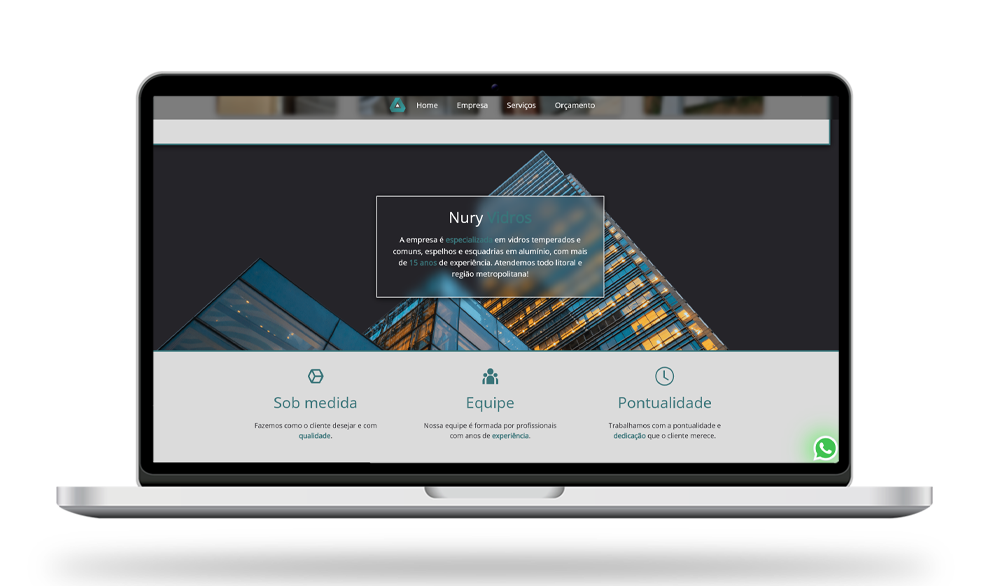 Home Empresa Serviços Orçamento
Nury Vidros
A empresa é especializada em vidros temperados e
comuns, espelhos e esquadrias em alumínio, com mais
de 15 anos de experiência. Atendemos todo litoral e
região metropolitana!
Sob medida
Fazemos como o cliente desejar e com
qualidade.
Equipe
Nossa equipe é formada por profissionais
com anos de experiência.
Pontualidade
Trabalhamos com a pontualidade e
dedicação que o cliente merece.